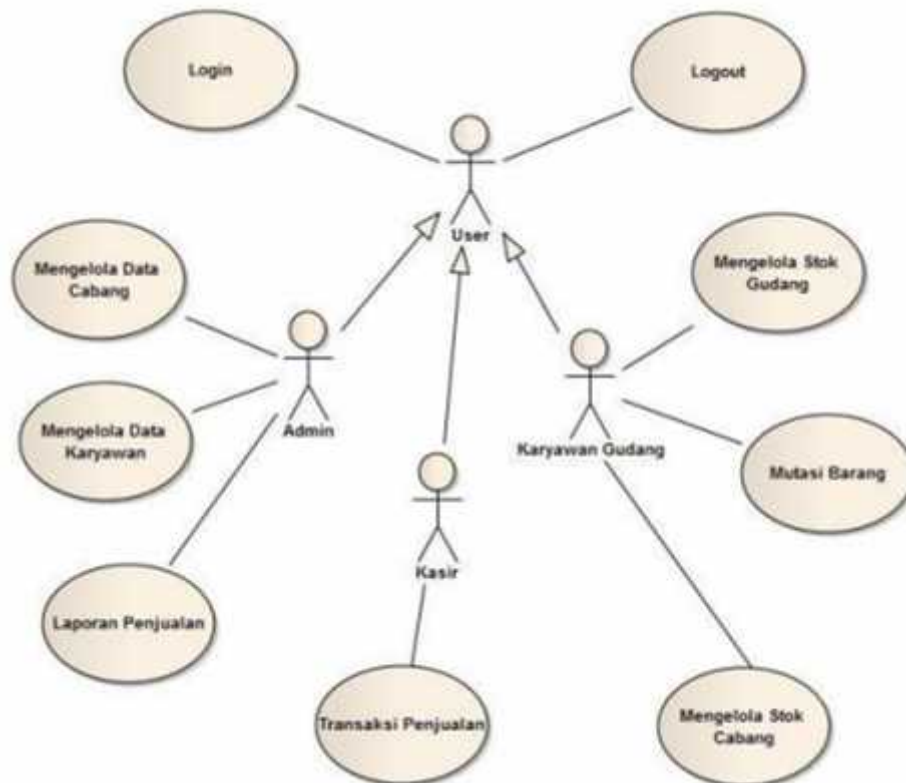 Login
Logout
User
Mengelola Data
Cabang
Mengelola Stok
Gudang
Admin
Mengelola Data
Karyawan
Karyawan Gudang
Mutasi Barang
Kasir
Laporan Penjualan
Transaksi Penjualan
Mengelola Stok
Cabang